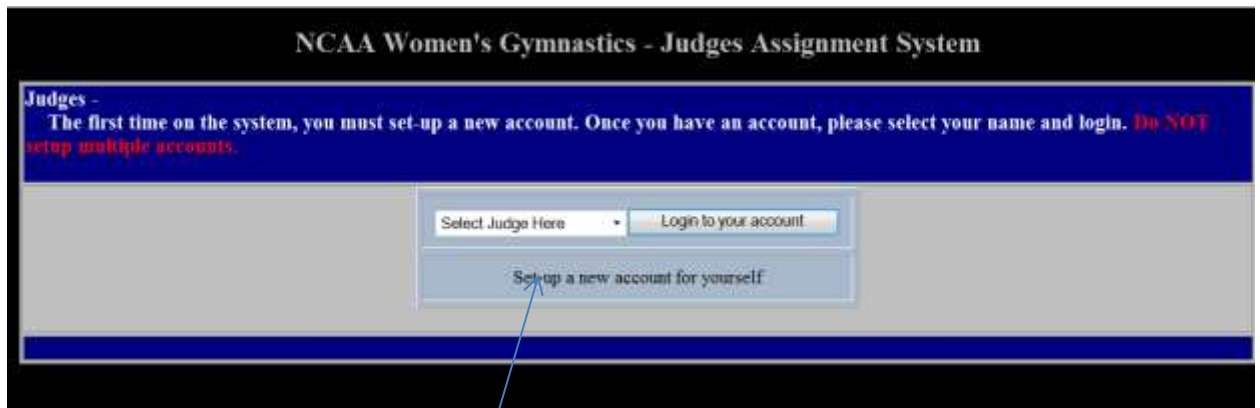 NCAA Women's Gymnastics - Judges Assignment System
Judges -
The first time on the system, you must set-up a new account. Once you have an account, please select your name and login. Do NOT
setup multiple accounts.
Select Judge Here
Login to your account
Set-up a new account for yourself